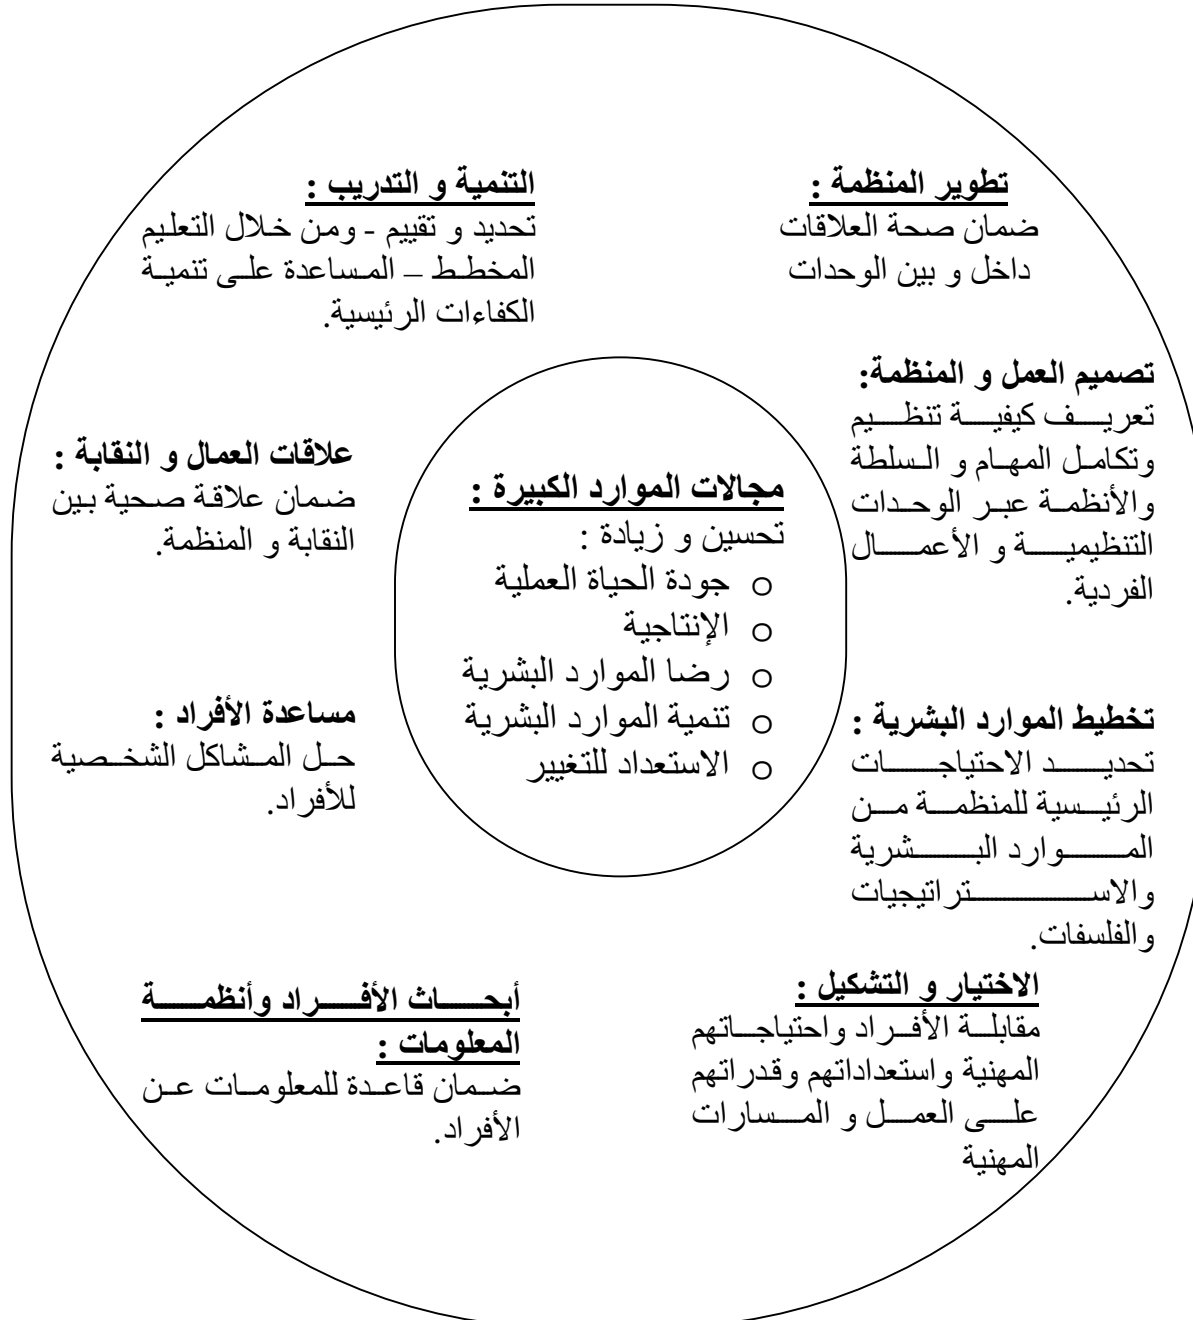 التنمية و التدريب :
تحديد و تقييم - ومن خلال التعليم
المخطط – المساعدة على تنمية
الكفاءات الرئيسية.
تطوير المنظمة :
ضمان صحة العلاقات
داخل و بين الوحدات
تصميم العمل و المنظمة:
تعريف كيفية تنظيم
وتكامل المهام و السلطة
والأنظمة عبر الوحدات
التنظيمية و الأعمال
الفردية.
علاقات العمال و النقابة :
ضمان علاقة صحية بين
النقابة و المنظمة.
مجالات الموارد الكبيرة :
تحسين و زيادة :
o جودة الحياة العملية
o الإنتاجية
o رضا الموارد البشرية
o تنمية الموارد البشرية
o الاستعداد للتغيير
تخطيط الموارد البشرية :
تحديد الاحتياجات
الرئيسية للمنظمة من
الموارد البشرية
والاستراتيجيات
والفلسفات.
مساعدة الأفراد :
حل المشاكل الشخصية
للأفراد.
الاختيار و التشكيل :
مقابلة الأفراد واحتياجاتهم
المهنية واستعداداتهم وقدراتهم
على العمل و المسارات
المهنية
أبحاث الأفراد وأنظمة
المعلومات :
ضمان قاعدة للمعلومات عن
الأفراد.